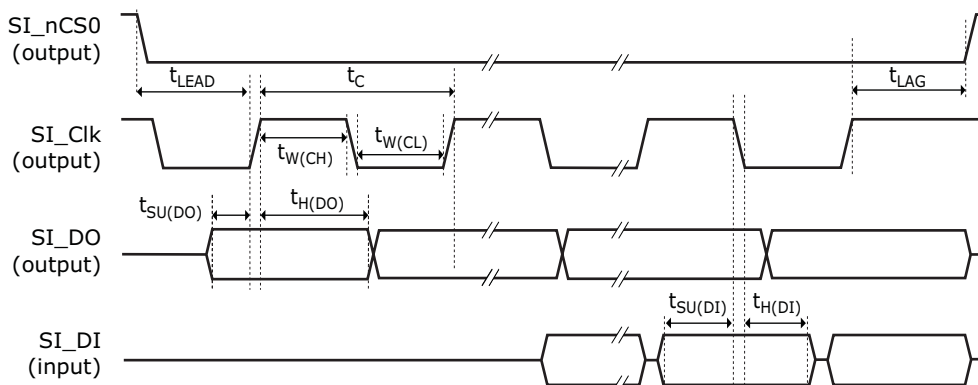 SI_nCS0
(output)
tLEAD
tC
tLAG
SI_Clk
(output)
tW(CH)
tW(CL)
tSU(DO)
tH(DO)
SI_DO
(output)
tSU(DI)
tH(DI)
SI_DI
(input)